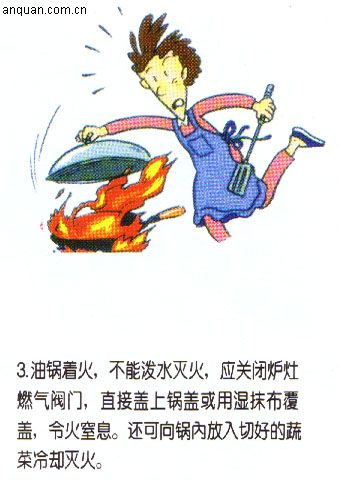 anquan.com.cn
3.油锅着火，不能泼水灭火，应关闭炉灶
燃气阀门，直接盖上锅盖或用湿抹布覆
盖，令火窒息。还可向锅内放入切好的蔬
菜冷却灭火。